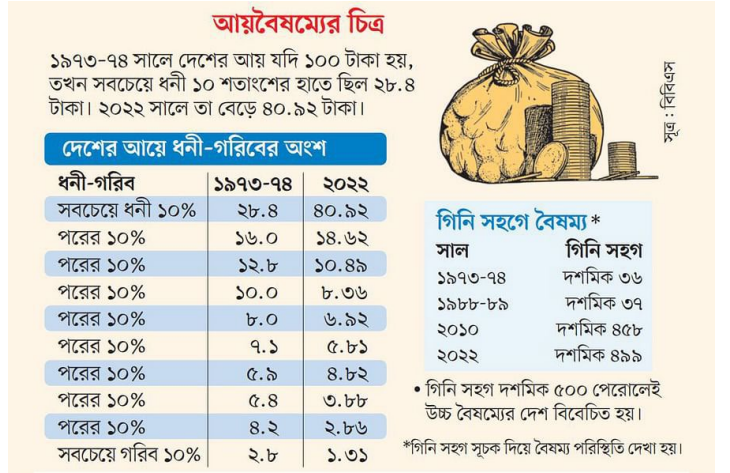 আয়বৈষম্যের চিত্র
১৯৭৩-৭৪ সালে দেশের আয় যদি ১০০ টাকা হয়,
তখন সবচেয়ে ধনী ১০ শতাংশের হাতে ছিল ২৮.৪
টাকা। ২০২২ সালে তা বেড়ে ৪০.৯২ টাকা।
দেশের আয়ে ধনী-গরিবের অংশ
ধনী-গরিব ১৯৭৩-৭৪ ২০২২
সবচেয়ে ধনী ১০% ২৮.৪ ৪০.৯২
পরের ১০% ১৬.০ ১৪.৬২
পরের ১০% ১২.৮ ১০.৪৯
পরের ১০% ১০.০ ৮.৩৬
পরের ১০% ৮.০ ৬.৯২
পরের ১০% ৭.১ ৫.৮১
পরের ১০% ৫.৯ ৪.৮২
পরের ১০% ৫.৪ ৩.৮৮
পরের ১০% ৪.২ ২.৮৬
সবচেয়ে গরিব ১০% ২.৮ ১.৩১
সূত্র : বিবিএস
গিনি সহগে বৈষম্য*
সাল গিনি সহগ
১৯৭৩-৭৪ দশমিক ৩৬
১৯৮৮-৮৯ দশমিক ৩৭
২০১০ দশমিক ৪৫৮
২০২২ দশমিক ৪৯৯
• গিনি সহগ দশমিক ৫০০ পেরোলেই
উচ্চ বৈষম্যের দেশ বিবেচিত হয়।
*গিনি সহগ সূচক দিয়ে বৈষম্য পরিস্থিতি দেখা হয়।